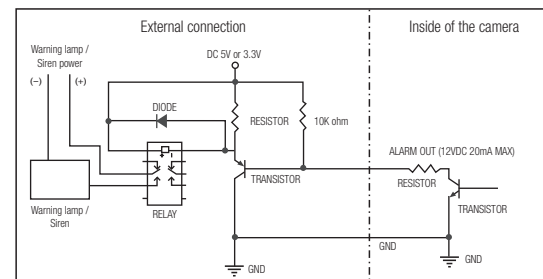 External connection
Inside of the camera
Warning lamp /
Siren power
(−)
(+)
DC 5V or 3.3V
DIODE
RESISTOR
10K ohm
ALARM OUT (12VDC 20mA MAX)
RESISTOR
TRANSISTOR
TRANSISTOR
Warning lamp /
Siren
RELAY
GND
GND
GND